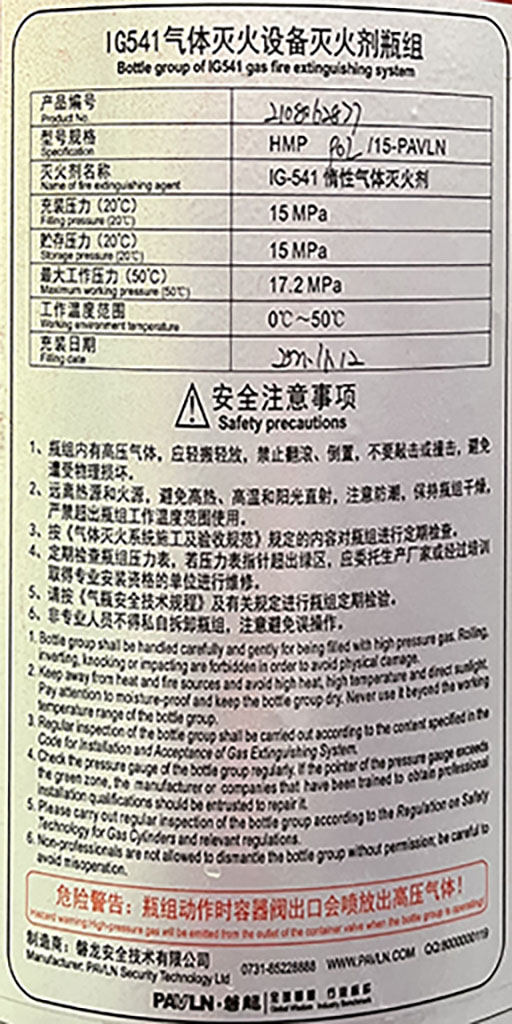 IG541气体灭火设备灭火剂瓶组
Bottle group of IG541 gas fire extinguishing system
产品编号
Product No.
2108062877
型号规格
Specification
HMP /15-PAVLN
灭火剂名称
Name of fire extinguishing agent
IG-541 惰性气体灭火剂
充装压力（20℃）
Filling pressure (20℃)
15 MPa
贮存压力（20℃）
Storage pressure (20℃)
15 MPa
最大工作压力（50℃）
Maximum working pressure (50℃)
17.2 MPa
工作温度范围
Working environment temperature
0℃～50℃
充装日期
Filling date
安全注意事项
Safety precautions
1、瓶组内有高压气体，应轻搬轻放，禁止翻滚、倒置，不要敲击或撞击，避免
遭受物理损坏。
2、远离热源和火源，避免高热、高温和阳光直射，注意防潮，保持瓶组干燥，
严禁超出瓶组工作温度范围使用。
3、按《气体灭火系统施工及验收规范》规定的内容对瓶组进行定期检查。
4、定期检查瓶组压力表，若压力表指针超出绿区，应委托生产厂家或经过培训
取得专业安装资格的单位进行维修。
5、请按《气瓶安全技术规程》及有关规定进行瓶组定期检验。
6、非专业人员不得私自拆卸瓶组，注意避免误操作。
1. Bottle group shall be handled carefully and gently for being filled with high pressure gas. Rolling,
inverting, knocking or impacting are forbidden in order to avoid physical damage.
2. Keep away from heat and fire sources and avoid high heat, high temperature and direct sunlight.
Pay attention to moisture-proof and keep the bottle group dry. Never use it beyond the working
temperature range of the bottle group.
3. Regular inspection of the bottle group shall be carried out according to the content specified in the
Code for Installation and Acceptance of Gas Extinguishing System.
4. Check the pressure gauge of the bottle group regularly. If the pointer of the pressure gauge exceeds
the green zone, the manufacturer or companies that have been trained to obtain professional
installation qualifications should be entrusted to repair it.
5. Please carry out regular inspection of the bottle group according to the Regulation on Safety
Technology for Gas Cylinders and relevant regulations.
6. Non-professionals are not allowed to dismantle the bottle group without permission; be careful to
avoid misoperation.
危险警告：瓶组动作时容器阀出口会喷放出高压气体！
Hazard warning:High-pressure gas will be emitted from the outlet of the container valve when the bottle group is operating!
制造商：磐龙安全技术有限公司
Manufacturer: PAVLN Security Technology Ltd 0731-85228888 WWW.PAVLN.COM QQ:8000000119
PAVLN·磐龍
Global Wisdom Industry Benchmark